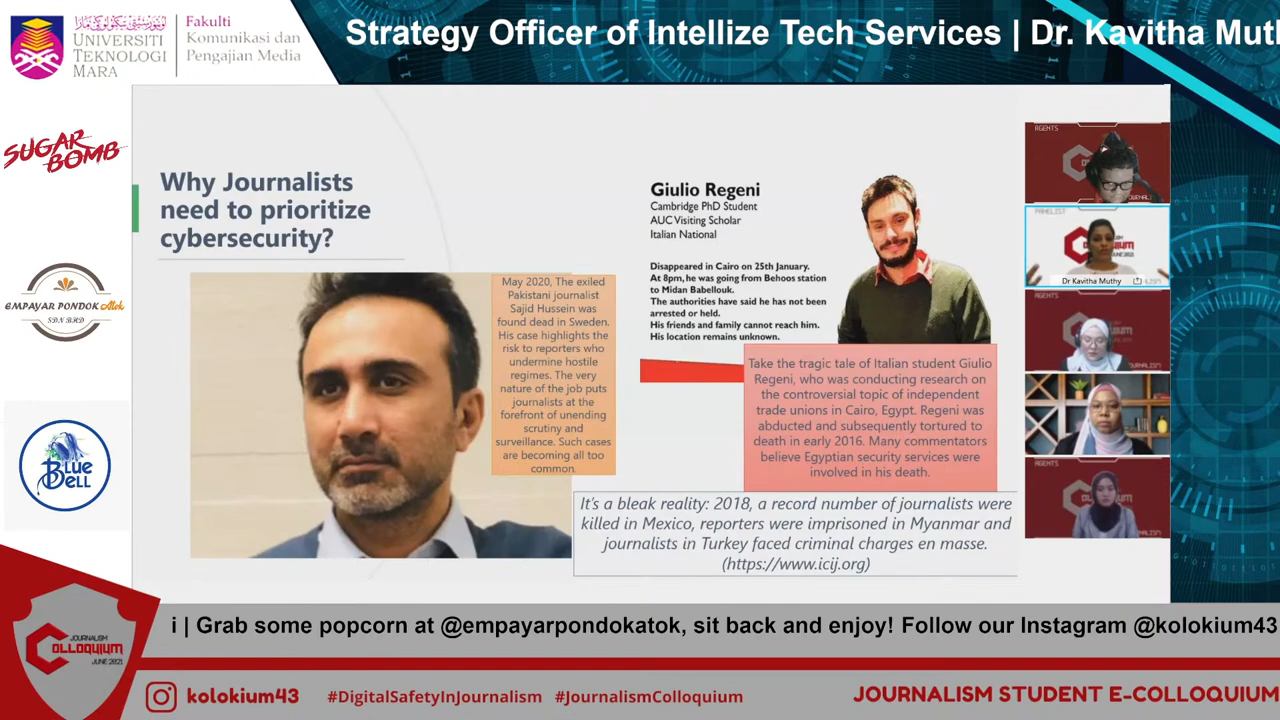 UNIVERSITI
TEKNOLOGI
MARA
Fakulti
Komunikasi dan
Pengajian Media
Strategy Officer of Intellize Tech Services | Dr. Kavitha Muth
SUGAR
BOMB
EMPAYAR PONDOK Atok
SDN BHD
BLUE
BELL
Why Journalists
need to prioritize
cybersecurity?
May 2020, The exiled
Pakistani journalist
Sajid Hussein was
found dead in Sweden.
His case highlights the
risk to reporters who
undermine hostile
regimes. The very
nature of the job puts
journalists at the
forefront of unending
scrutiny and
surveillance. Such cases
are becoming all too
common.
Giulio Regeni
Cambridge PhD Student
AUC Visiting Scholar
Italian National
Disappeared in Cairo on 25th January.
At 8pm, he was going from Behoos station
to Midan Babellouk.
The authorities have said he has not been
arrested or held.
His friends and family cannot reach him.
His location remains unknown.
Take the tragic tale of Italian student Giulio
Regeni, who was conducting research on
the controversial topic of independent
trade unions in Cairo, Egypt. Regeni was
abducted and subsequently tortured to
death in early 2016. Many commentators
believe Egyptian security services were
involved in his death.
It's a bleak reality: 2018, a record number of journalists were
killed in Mexico, reporters were imprisoned in Myanmar and
journalists in Turkey faced criminal charges en masse.
(https://www.icij.org)
PANELIST
Dr Kavitha Muthy
JOURNALISM
COLLOQUIUM
JUNE 2021
i | Grab some popcorn at @empayarpondokatok, sit back and enjoy! Follow our Instagram @kolokium43
kolokium43
#DigitalSafetyInJournalism #JournalismColloquium
JOURNALISM STUDENT E-COLLOQUIUM